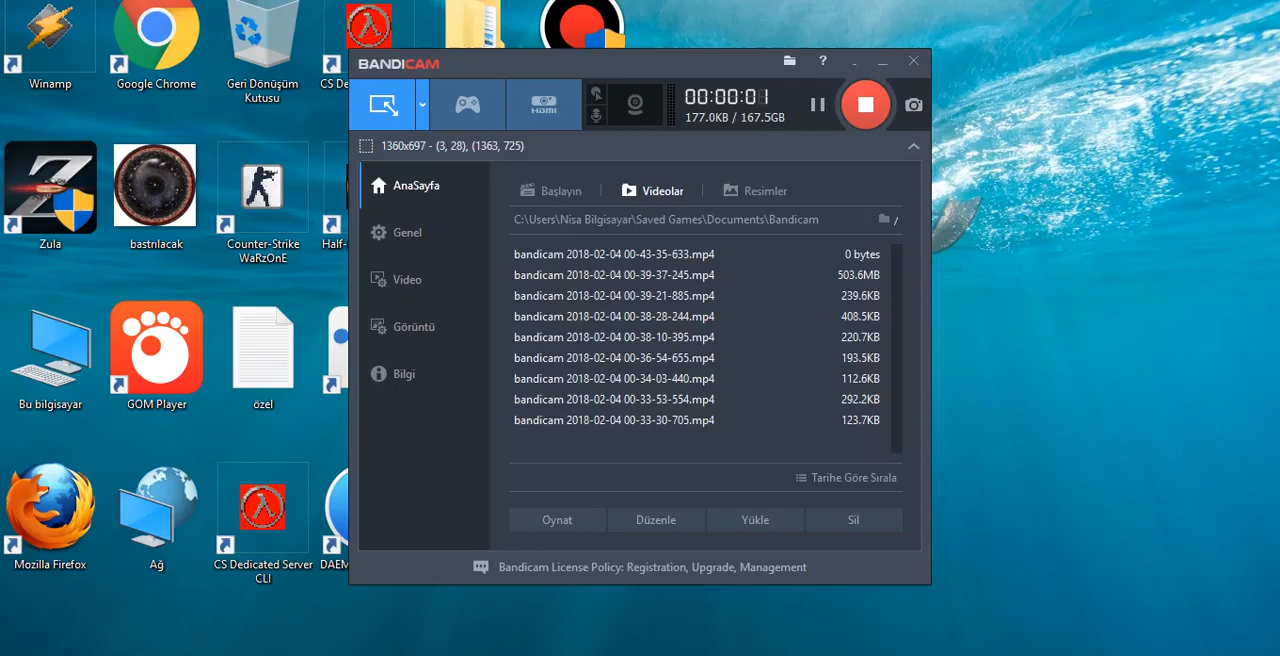 Winamp
Google Chrome
Geri Dönüşüm
Kutusu
CS De
BANDICAM
?
HDMI
00:00:01
177.0KB / 167.5GB
1360x697 - (3, 28), (1363, 725)
AnaSayfa
Genel
Video
Görüntü
Bilgi
Başlayın
Videolar
Resimler
C:\Users\Nisa Bilgisayar\Saved Games\Documents\Bandicam
/
bandicam 2018-02-04 00-43-35-633.mp4 0 bytes
bandicam 2018-02-04 00-39-37-245.mp4 503.6MB
bandicam 2018-02-04 00-39-21-885.mp4 239.6KB
bandicam 2018-02-04 00-38-28-244.mp4 408.5KB
bandicam 2018-02-04 00-38-10-395.mp4 220.7KB
bandicam 2018-02-04 00-36-54-655.mp4 193.5KB
bandicam 2018-02-04 00-34-03-440.mp4 112.6KB
bandicam 2018-02-04 00-33-53-554.mp4 292.2KB
bandicam 2018-02-04 00-33-30-705.mp4 123.7KB
Tarihe Göre Sırala
Oynat
Düzenle
Yükle
Sil
Bandicam License Policy: Registration, Upgrade, Management
Zula
bastırılacak
Counter-Strike
WaRzOnE
Half-
Bu bilgisayar
GOM Player
özel
Mozilla Firefox
Ağ
CS Dedicated Server
CLI
DAEM